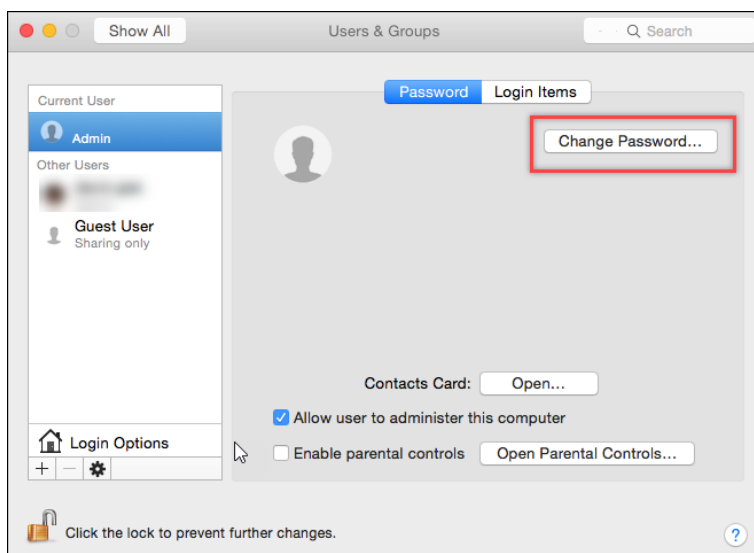 Show All
Users & Groups
Search
Password
Login Items
Current User
Admin
Change Password...
Other Users
Guest User
Sharing only
Contacts Card:
Open...
Allow user to administer this computer
Login Options
Enable parental controls
Open Parental Controls...
+
−
Click the lock to prevent further changes.
?